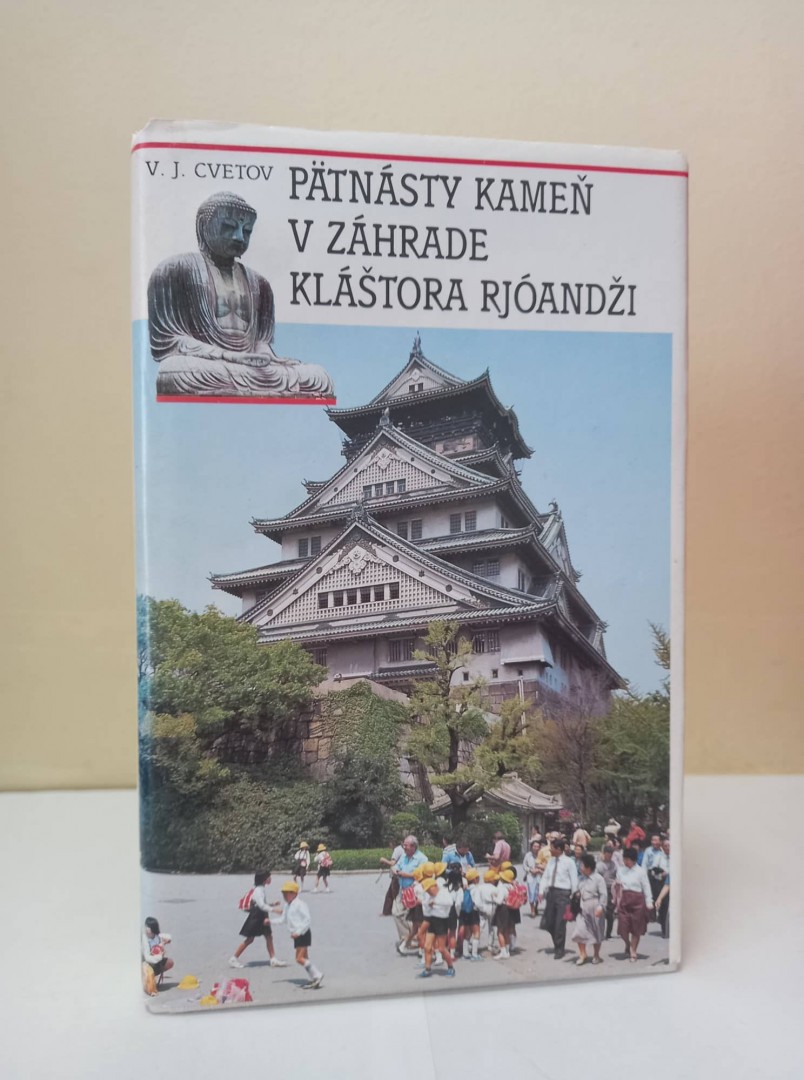 V. J. CVETOV
PÄTNÁSTY KAMEŇ
V ZÁHRADE
KLÁŠTORA RJÓANDŽI